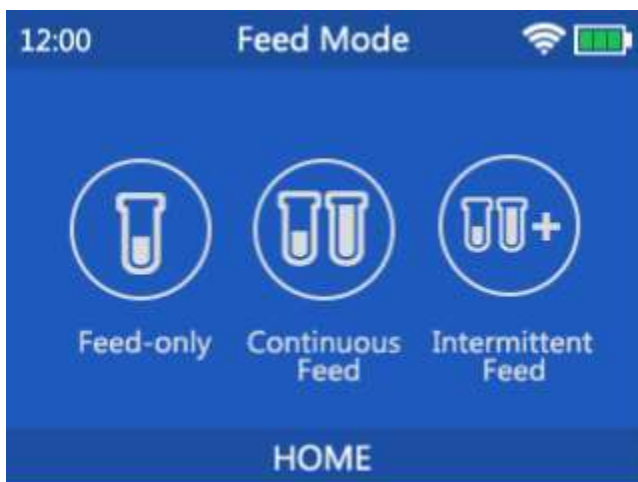 12:00 Feed Mode
Feed-only
Continuous
Feed
Intermittent
Feed
HOME